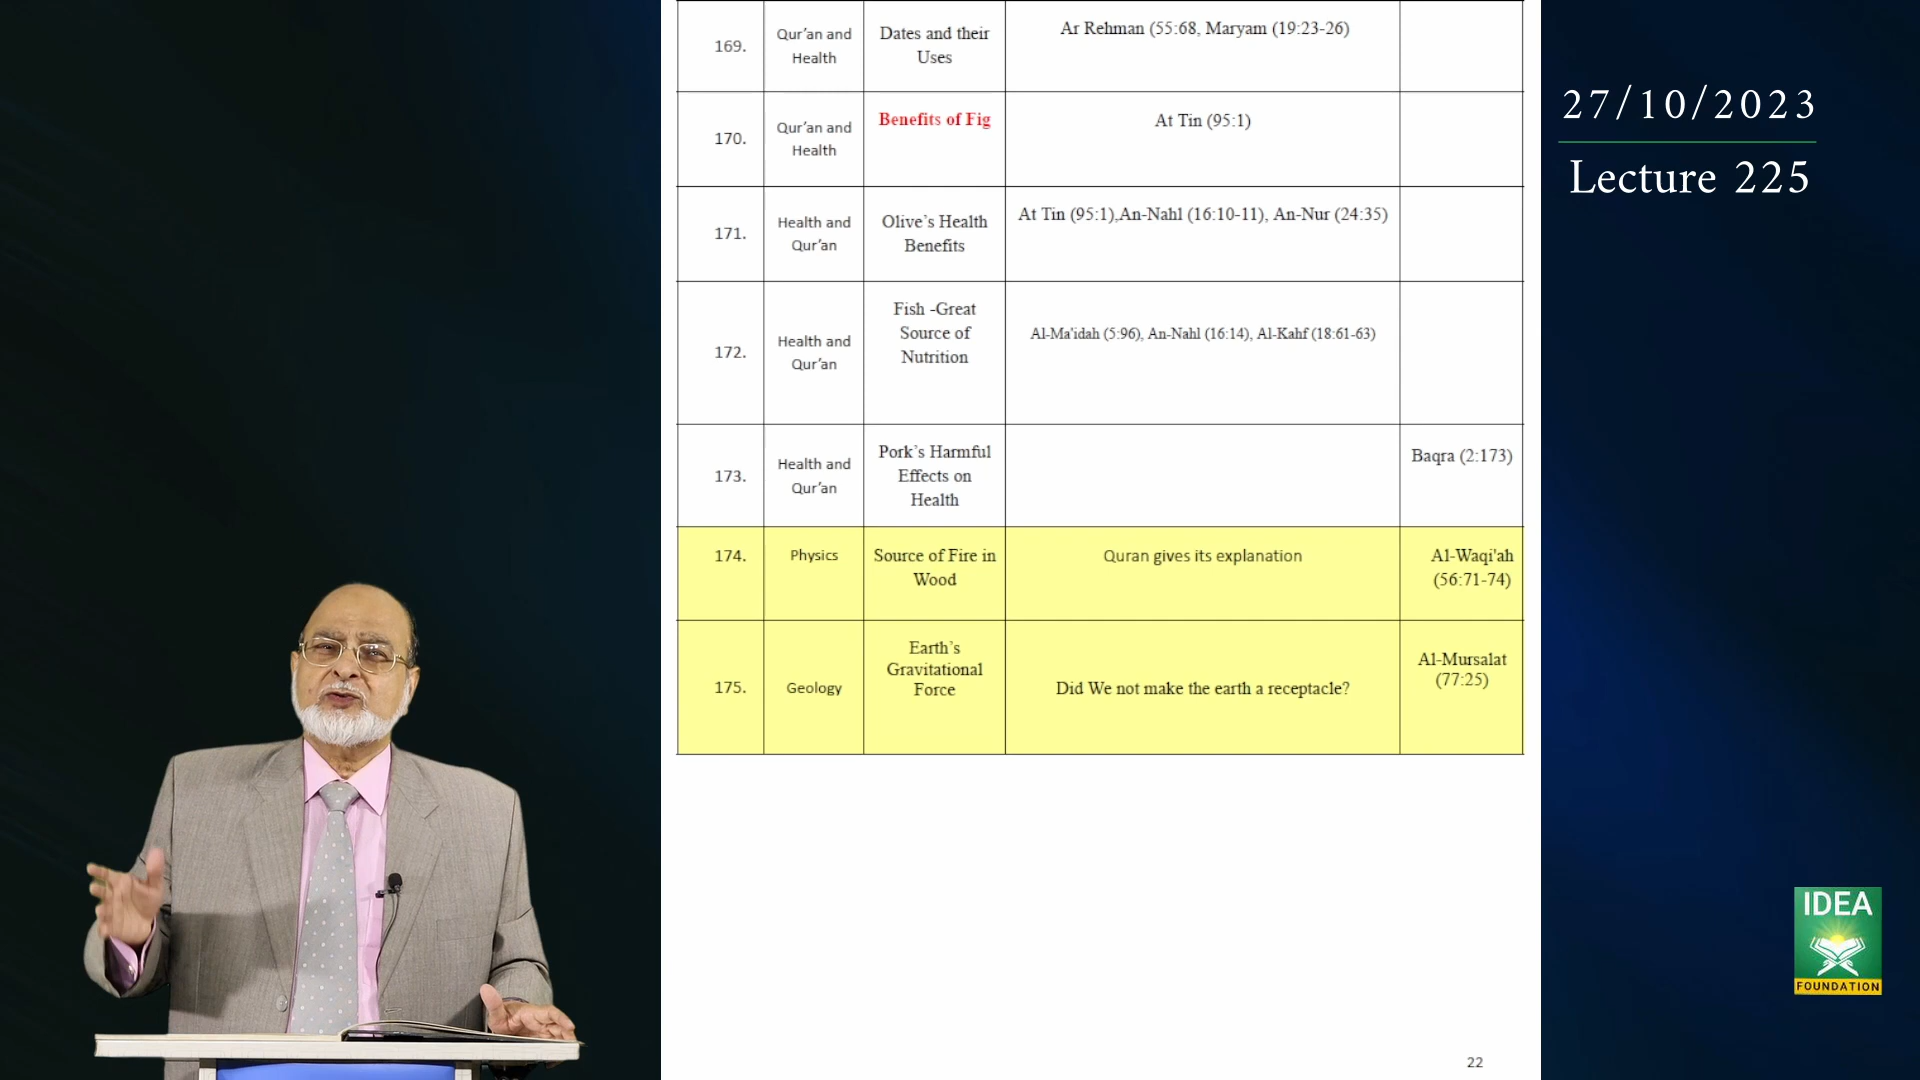 169.
Qur’an and
Health
Dates and their
Uses
Ar Rehman (55:68, Maryam (19:23-26)
170.
Qur’an and
Health
Benefits of Fig
At Tin (95:1)
171.
Health and
Qur’an
Olive’s Health
Benefits
At Tin (95:1),An-Nahl (16:10-11), An-Nur (24:35)
172.
Health and
Qur’an
Fish -Great
Source of
Nutrition
Al-Ma'idah (5:96), An-Nahl (16:14), Al-Kahf (18:61-63)
173.
Health and
Qur’an
Pork’s Harmful
Effects on
Health
Baqra (2:173)
174.
Physics
Source of Fire in
Wood
Quran gives its explanation
Al-Waqi'ah
(56:71-74)
175.
Geology
Earth’s
Gravitational
Force
Did We not make the earth a receptacle?
Al-Mursalat
(77:25)
22
27/10/2023
Lecture 225
IDEA
FOUNDATION